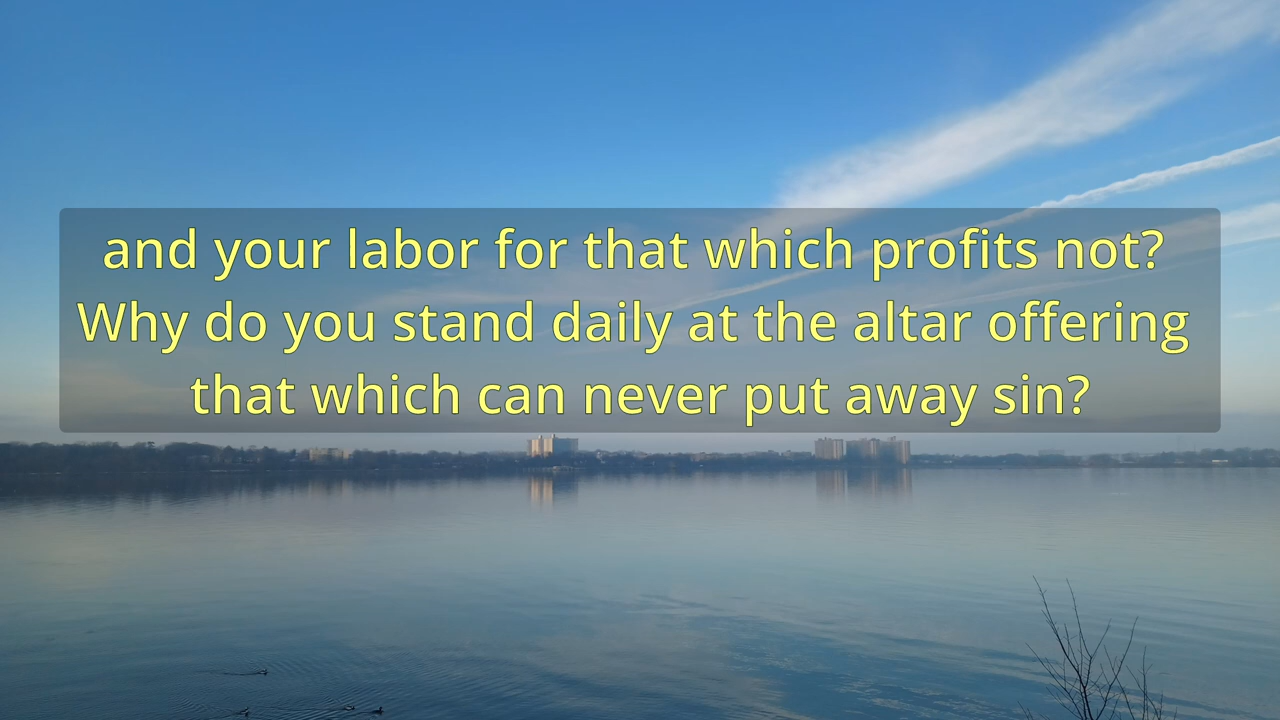 and your labor for that which profits not?
Why do you stand daily at the altar offering
that which can never put away sin?